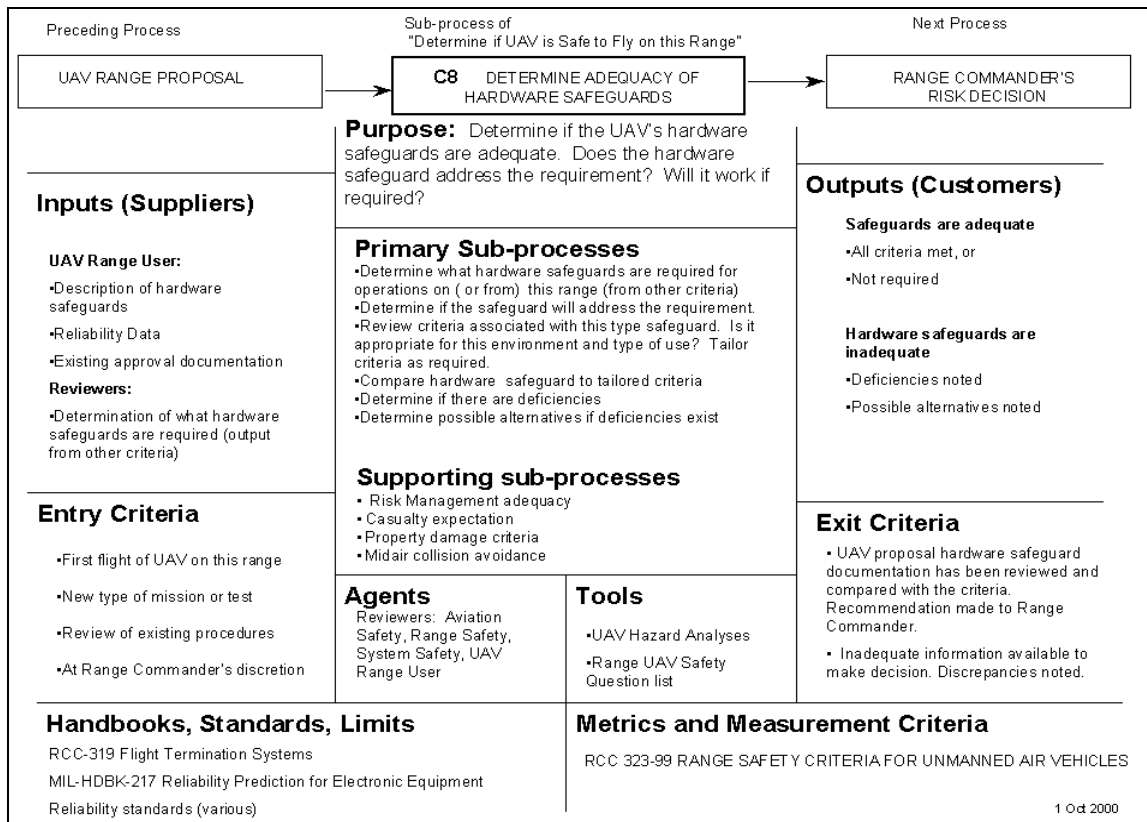 Preceding Process
Sub-process of
"Determine if UAV is Safe to Fly on this Range"
Next Process
UAV RANGE PROPOSAL
C8 DETERMINE ADEQUACY OF
HARDWARE SAFEGUARDS
RANGE COMMANDER'S
RISK DECISION
Purpose: Determine if the UAV's hardware
safeguards are adequate. Does the hardware
safeguard address the requirement? Will it work if
required?
Inputs (Suppliers)
UAV Range User:
•Description of hardware
safeguards
•Reliability Data
•Existing approval documentation
Reviewers:
•Determination of what hardware
safeguards are required (output
from other criteria)
Entry Criteria
•First flight of UAV on this range
•New type of mission or test
•Review of existing procedures
•At Range Commander's discretion
Primary Sub-processes
•Determine what hardware safeguards are required for
operations on ( or from) this range (from other criteria)
•Determine if the safeguard will address the requirement.
•Review criteria associated with this type safeguard. Is it
appropriate for this environment and type of use? Tailor
criteria as required.
•Compare hardware safeguard to tailored criteria
•Determine if there are deficiencies
•Determine possible alternatives if deficiencies exist
Supporting sub-processes
▪ Risk Management adequacy
▪ Casualty expectation
▪ Property damage criteria
▪ Midair collision avoidance
Agents
Reviewers: Aviation
Safety, Range Safety,
System Safety, UAV
Range User
Tools
•UAV Hazard Analyses
•Range UAV Safety
Question list
Outputs (Customers)
Safeguards are adequate
•All criteria met, or
•Not required
Hardware safeguards are
inadequate
•Deficiencies noted
•Possible alternatives noted
Exit Criteria
▪ UAV proposal hardware safeguard
documentation has been reviewed and
compared with the criteria.
Recommendation made to Range
Commander.
▪ Inadequate information available to
make decision. Discrepancies noted.
Handbooks, Standards, Limits
RCC-319 Flight Termination Systems
MIL-HDBK-217 Reliability Prediction for Electronic Equipment
Reliability standards (various)
Metrics and Measurement Criteria
RCC 323-99 RANGE SAFETY CRITERIA FOR UNMANNED AIR VEHICLES
1 Oct 2000